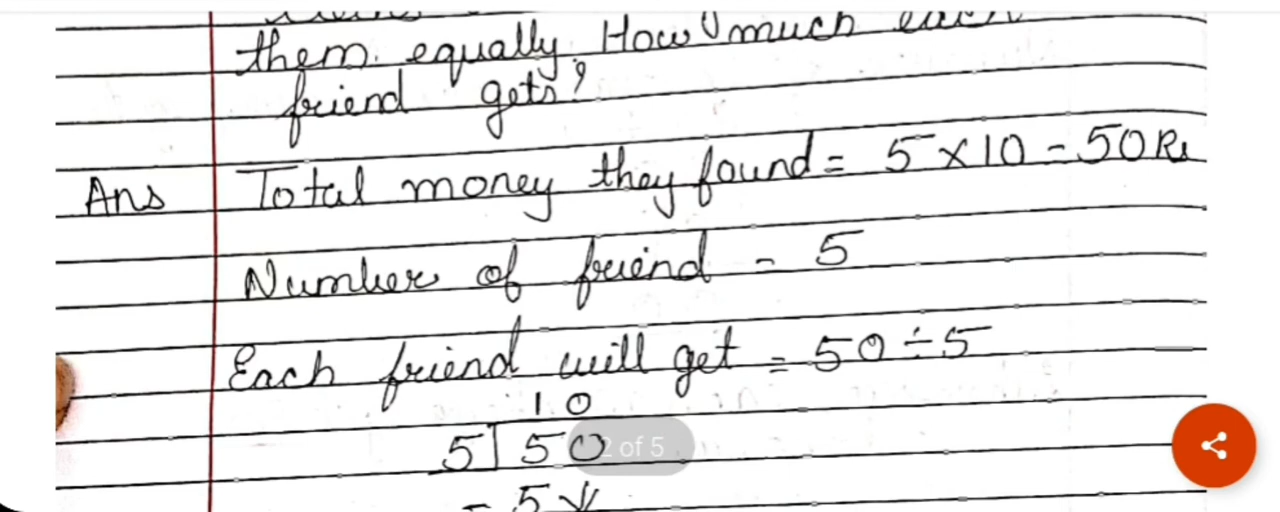 them equally. How much each
friend gets?
Ans Total money they found = 5 × 10 = 50 Rs
Number of friend = 5
Each friend will get = 50 ÷ 5
10
5 50
2 of 5
- 5 ↓